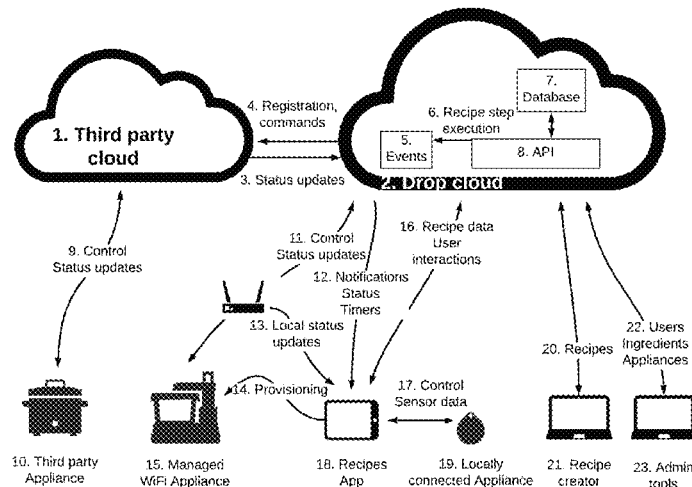 1. Third party
cloud
4. Registration,
commands
3. Status updates
7.
Database
6. Recipe step
execution
5.
Events
8. API
2. Drop cloud
9. Control
Status updates
11. Control
Status updates
12. Notifications
Status
Timers
16. Recipe data
User
interactions
13. Local status
updates
14. Provisioning
17. Control
Sensor data
20. Recipes
22. Users
Ingredients
Appliances
10. Third party
Appliance
15. Managed
WiFi Appliance
18. Recipes
App
19. Locally
connected Appliance
21. Recipe
creator
23. Admin
tools